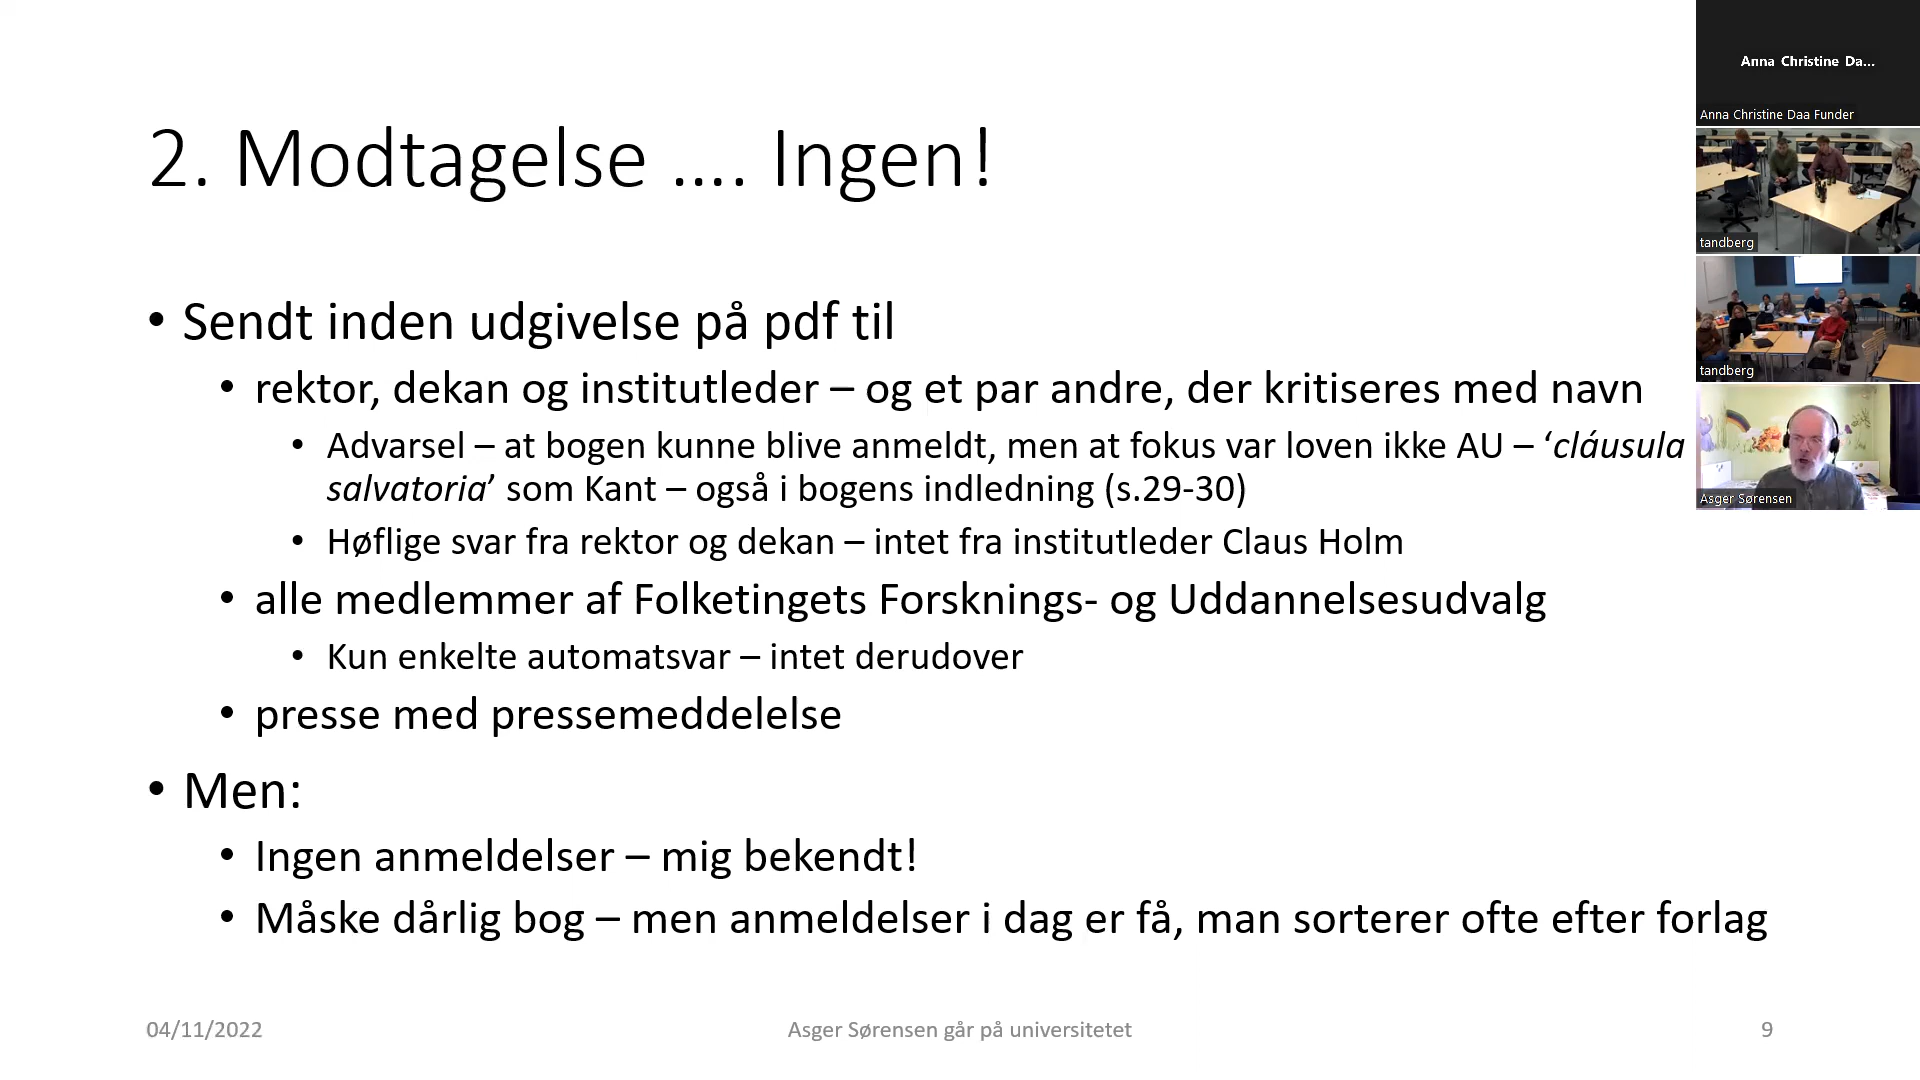 2. Modtagelse .... Ingen!
• Sendt inden udgivelse på pdf til
• rektor, dekan og institutleder – og et par andre, der kritiseres med navn
• Advarsel – at bogen kunne blive anmeldt, men at fokus var loven ikke AU – ‘cláusula
salvatoria’ som Kant – også i bogens indledning (s.29-30)
• Høflige svar fra rektor og dekan – intet fra institutleder Claus Holm
• alle medlemmer af Folketingets Forsknings- og Uddannelsesudvalg
• Kun enkelte automatsvar – intet derudover
• presse med pressemeddelelse
• Men:
• Ingen anmeldelser – mig bekendt!
• Måske dårlig bog – men anmeldelser i dag er få, man sorterer ofte efter forlag
04/11/2022
Asger Sørensen går på universitetet
9
Anna Christine Da...
Anna Christine Daa Funder
tandberg
tandberg
Asger Sørensen